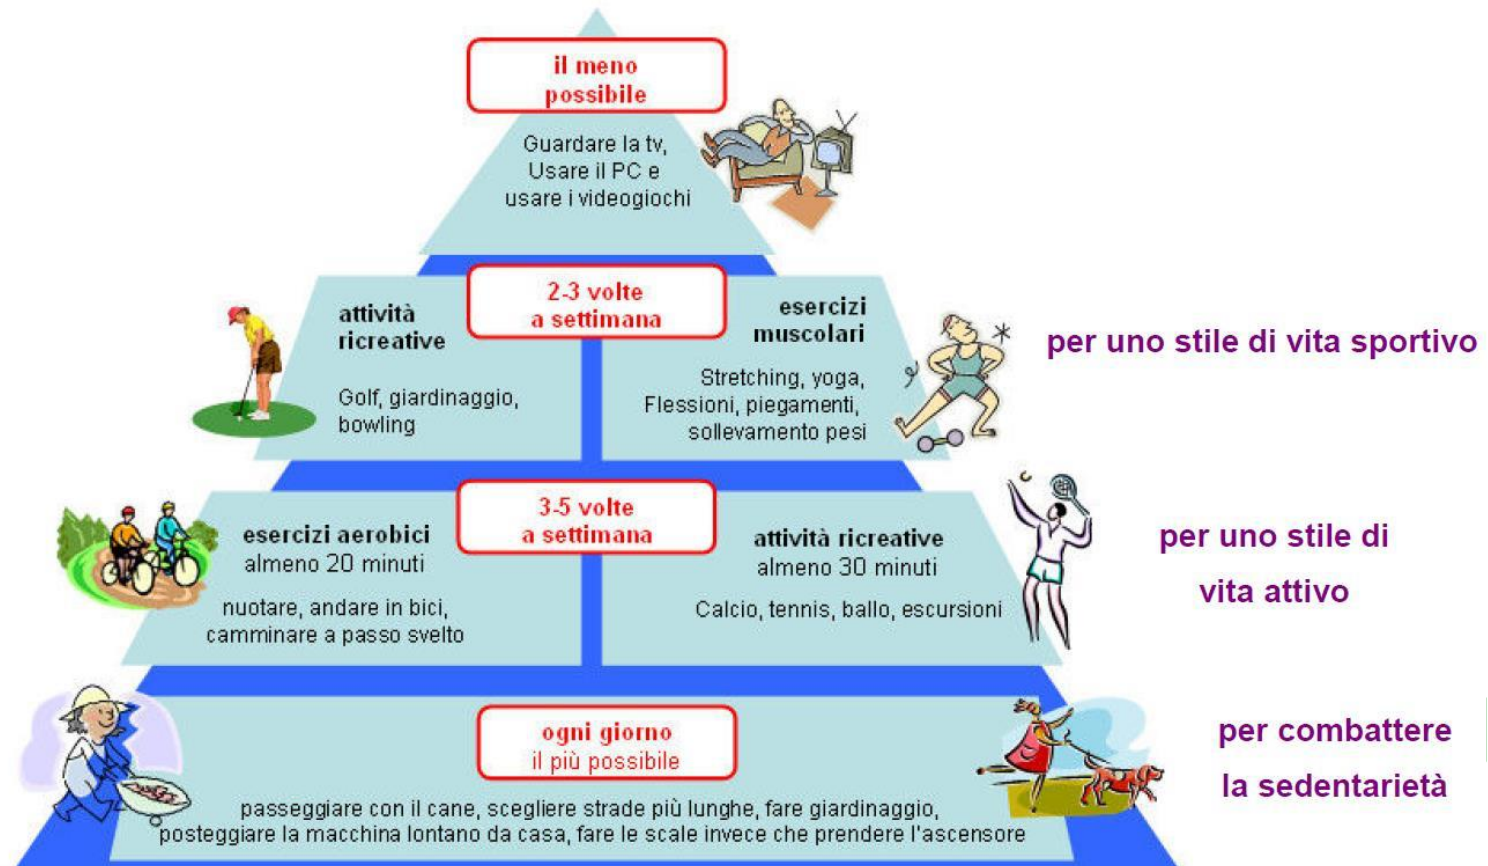 il meno
possibile
Guardare la tv,
Usare il PC e
usare i videogiochi
2-3 volte
a settimana
attività
ricreative
Golf, giardinaggio,
bowling
esercizi
muscolari
Stretching, yoga,
Flessioni, piegamenti,
sollevamento pesi
per uno stile di vita sportivo
3-5 volte
a settimana
esercizi aerobici
almeno 20 minuti
nuotare, andare in bici,
camminare a passo svelto
attività ricreative
almeno 30 minuti
Calcio, tennis, ballo, escursioni
per uno stile di
vita attivo
ogni giorno
il più possibile
passeggiare con il cane, scegliere strade più lunghe, fare giardinaggio,
posteggiare la macchina lontano da casa, fare le scale invece che prendere l'ascensore
per combattere
la sedentarietà